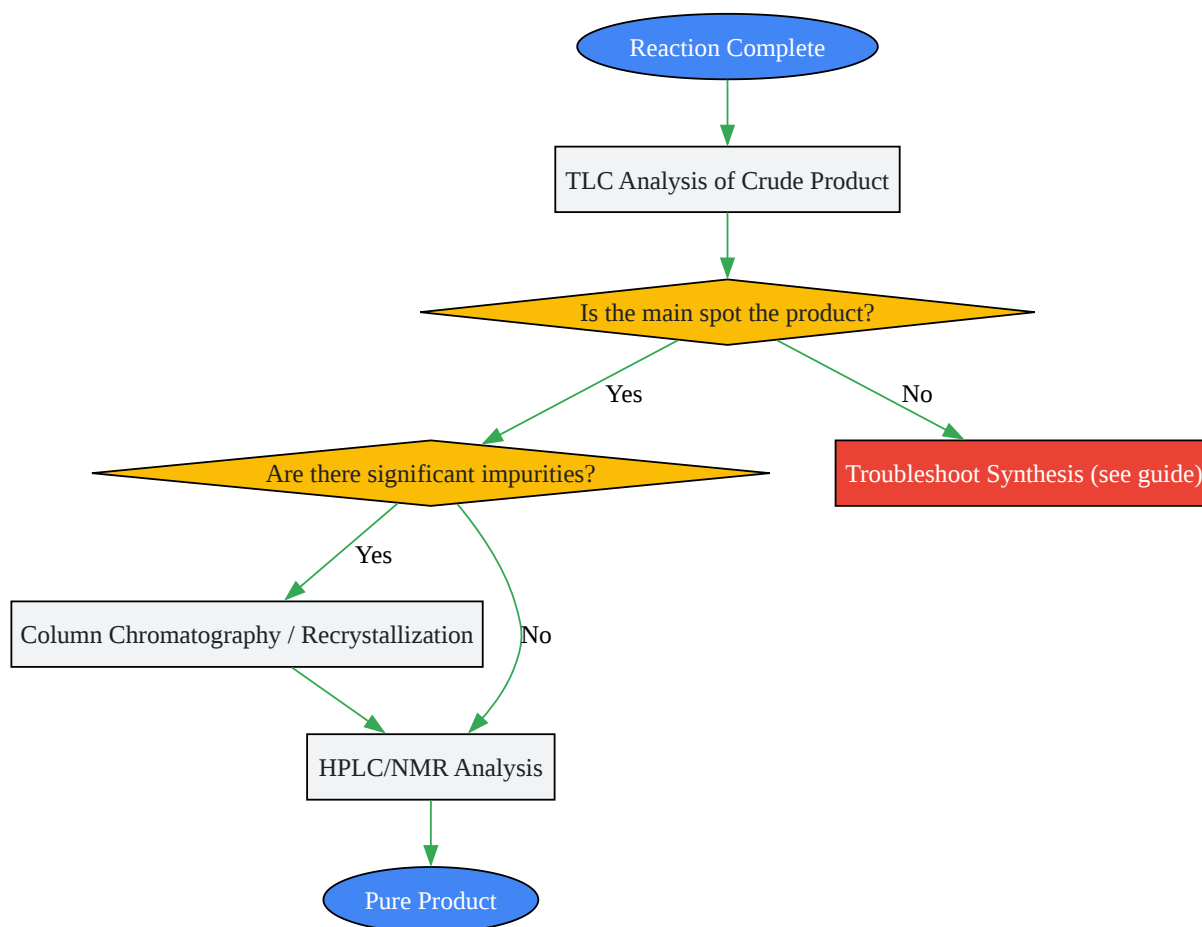 Reaction Complete
TLC Analysis of Crude Product
Is the main spot the product?
Yes
No
Are there significant impurities?
Troubleshoot Synthesis (see guide)
Yes
Column Chromatography / Recrystallization
No
HPLC/NMR Analysis
Pure Product